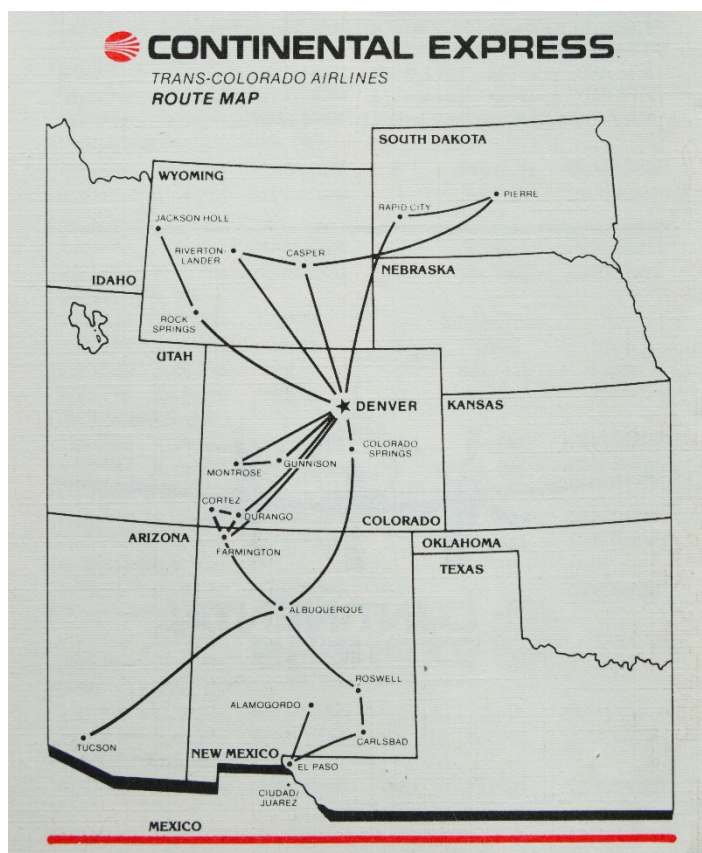 CONTINENTAL EXPRESS
TRANS-COLORADO AIRLINES
ROUTE MAP
SOUTH DAKOTA
WYOMING
PIERRE
RAPID CITY
JACKSON HOLE
RIVERTON/
LANDER
CASPER
NEBRASKA
IDAHO
ROCK
SPRINGS
UTAH
DENVER
KANSAS
COLORADO
SPRINGS
GUNNISON
MONTROSE
CORTEZ
DURANGO
COLORADO
ARIZONA
OKLAHOMA
FARMINGTON
TEXAS
ALBUQUERQUE
ROSWELL
ALAMOGORDO
CARLSBAD
TUCSON
NEW MEXICO
EL PASO
CIUDAD/
JUAREZ
MEXICO